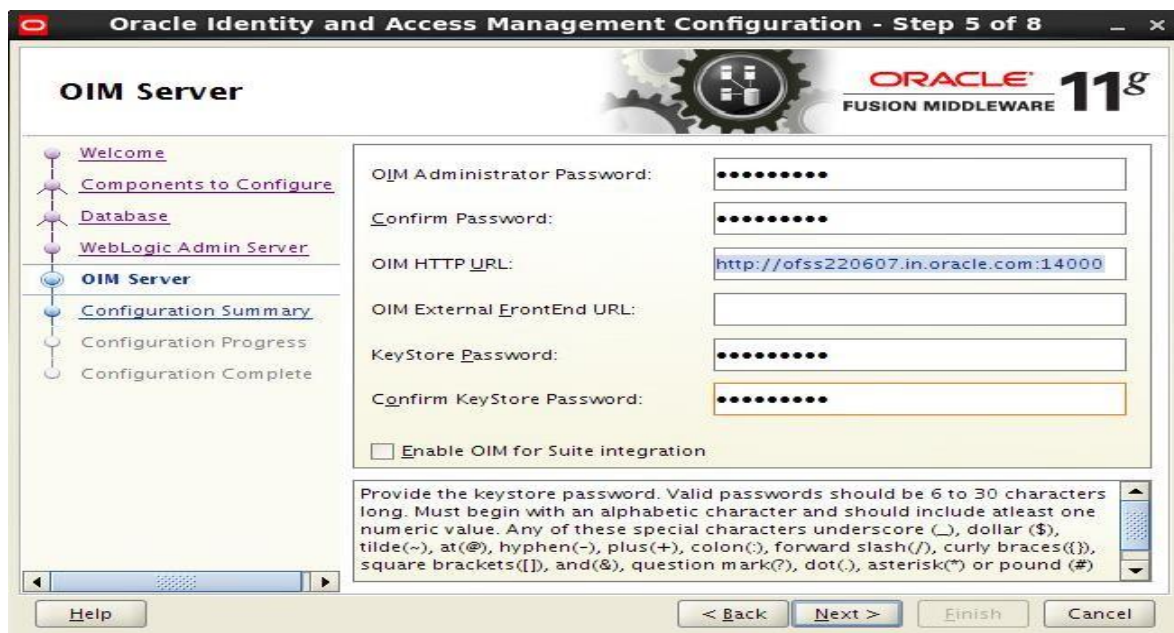 Oracle Identity and Access Management Configuration - Step 5 of 8
OIM Server
ORACLE
FUSION MIDDLEWARE
11g
Welcome
Components to Configure
Database
WebLogic Admin Server
OIM Server
Configuration Summary
Configuration Progress
Configuration Complete
OIM Administrator Password:
•••••••••
Confirm Password:
•••••••••
OIM HTTP URL:
http://ofss220607.in.oracle.com:14000
OIM External FrontEnd URL:
KeyStore Password:
•••••••••
Confirm KeyStore Password:
•••••••••
Enable OIM for Suite integration
Provide the keystore password. Valid passwords should be 6 to 30 characters
long. Must begin with an alphabetic character and should include atleast one
numeric value. Any of these special characters underscore (_), dollar ($),
tilde(~), at(@), hyphen(-), plus(+), colon(:), forward slash(/), curly braces({}),
square brackets([]), and(&), question mark(?), dot(.), asterisk(*) or pound (#)
Help
< Back
Next >
Finish
Cancel